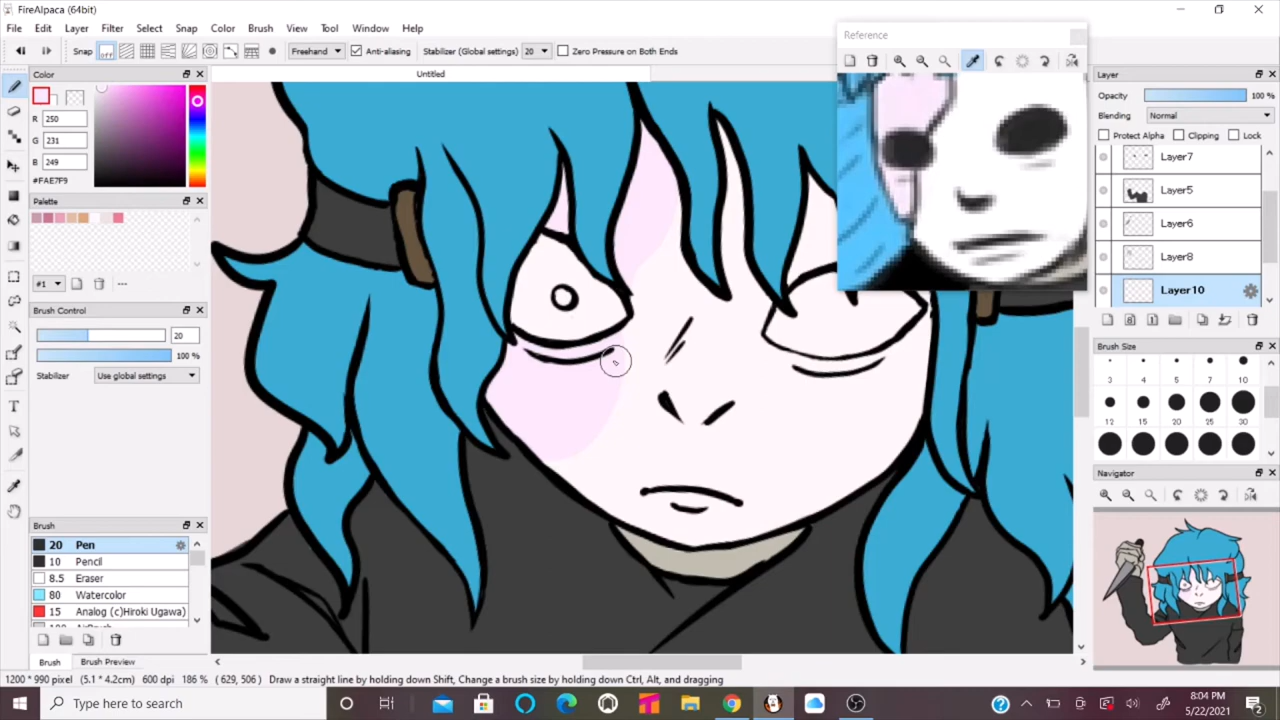 FireAlpaca (64bit)
File Edit Layer Filter Select Snap Color Brush View Tool Window Help
Snap off Freehand Anti-aliasing Stabilizer (Global settings) 20 Zero Pressure on Both Ends
Reference
Color
Untitled
Layer
R 250
G 231
B 249
#FAE7F9
Opacity 100 %
Blending Normal
Protect Alpha Clipping Lock
Layer7
Layer5
Layer6
Layer8
Layer10
Palette
#1
Brush Control
20
100 %
Stabilizer Use global settings
Brush Size
3 4 5 7 10
12 15 20 25 30
Navigator
Brush
20 Pen
10 Pencil
8.5 Eraser
80 Watercolor
15 Analog (c)Hiroki Ugawa)
Brush Brush Preview
1200 * 990 pixel (5.1 * 4.2cm) 600 dpi 186 % ( 629, 506 ) Draw a straight line by holding down Shift, Change a brush size by holding down Ctrl, Alt, and dragging
Type here to search
8:04 PM
5/22/2021
2